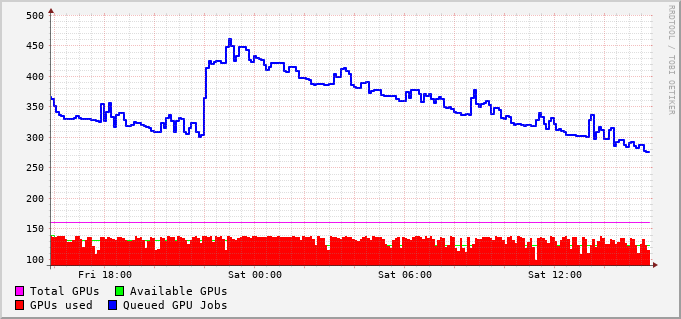 RRDTOOL / TOBI OETIKER
500
450
400
350
300
250
200
150
100
Fri 18:00 Sat 00:00 Sat 06:00 Sat 12:00
Total GPUs Available GPUs
GPUs used Queued GPU Jobs